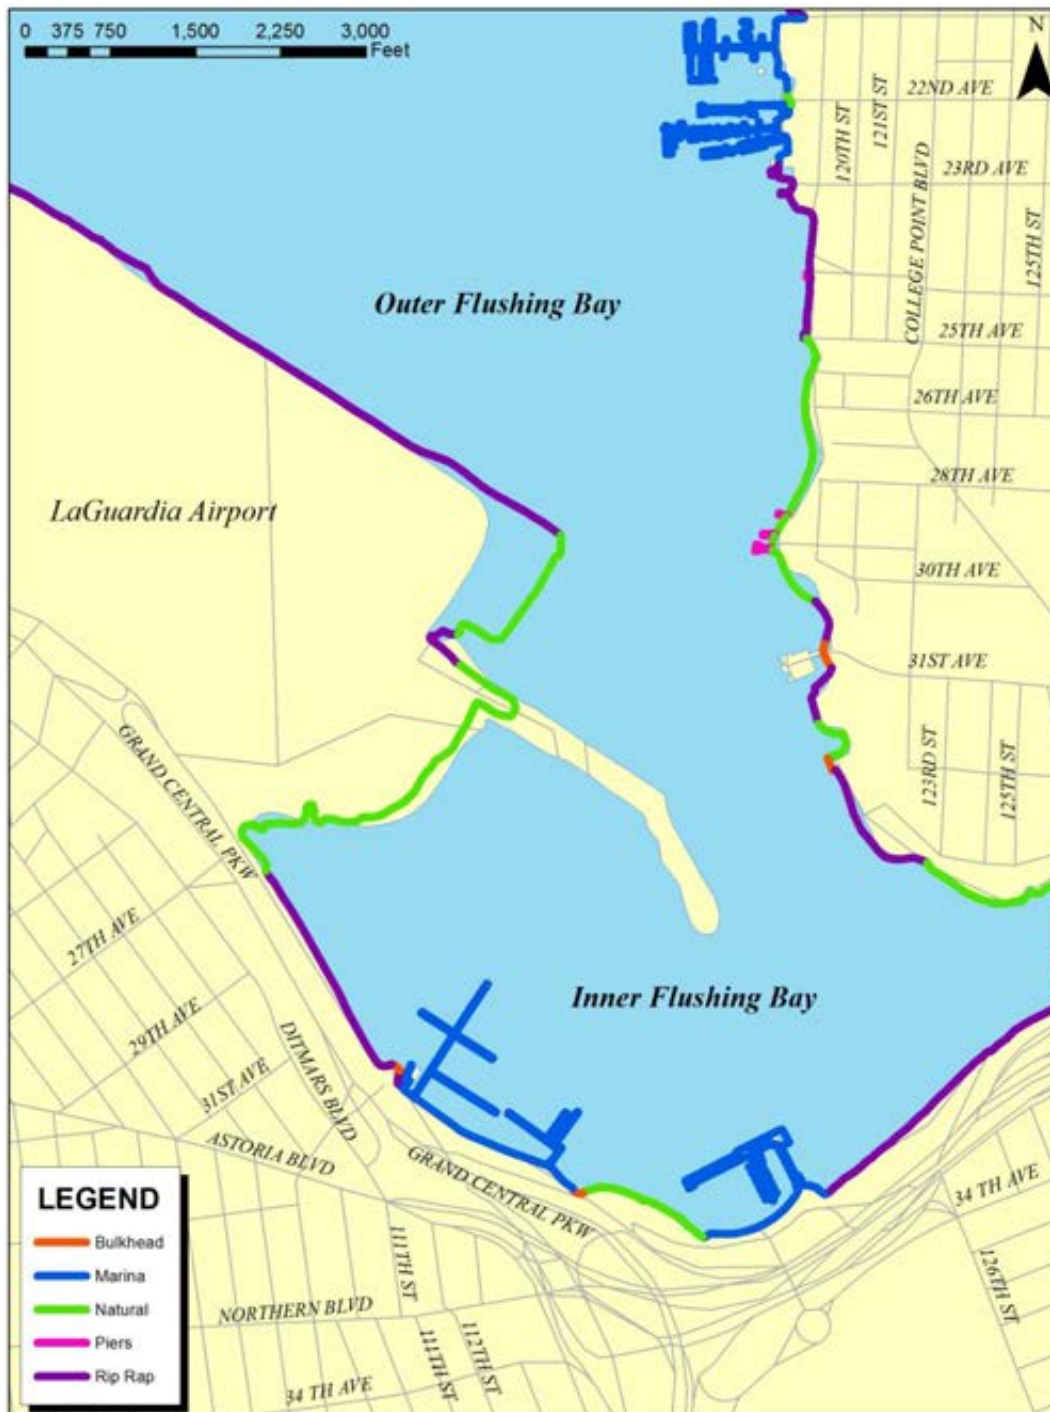 0 375 750 1,500 2,250 3,000
Feet
N
22ND AVE
121ST ST
120TH ST
23RD AVE
COLLEGE POINT BLVD
125TH ST
Outer Flushing Bay
25TH AVE
26TH AVE
28TH AVE
LaGuardia Airport
30TH AVE
31ST AVE
GRAND CENTRAL PKW
123RD ST
125TH ST
27TH AVE
Inner Flushing Bay
29TH AVE
DITMARS BLVD
31ST AVE
ASTORIA BLVD
GRAND CENTRAL PKW
34 TH AVE
LEGEND
Bulkhead
Marina
Natural
Piers
Rip Rap
111TH ST
126TH ST
NORTHERN BLVD
111TH ST
112TH ST
34 TH AVE